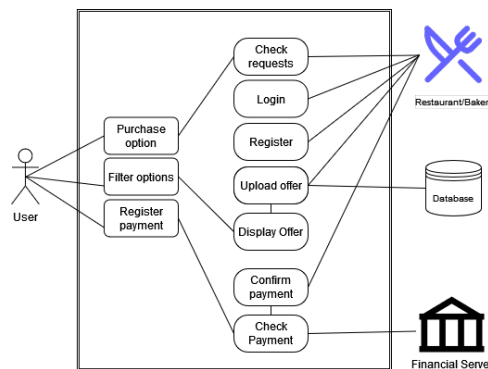 Check
requests
Login
Register
Upload offer
Display Offer
Confirm
payment
Check
Payment
Purchase
option
Filter options
Register
payment
User
Restaurant/Baker
Database
Financial Serve